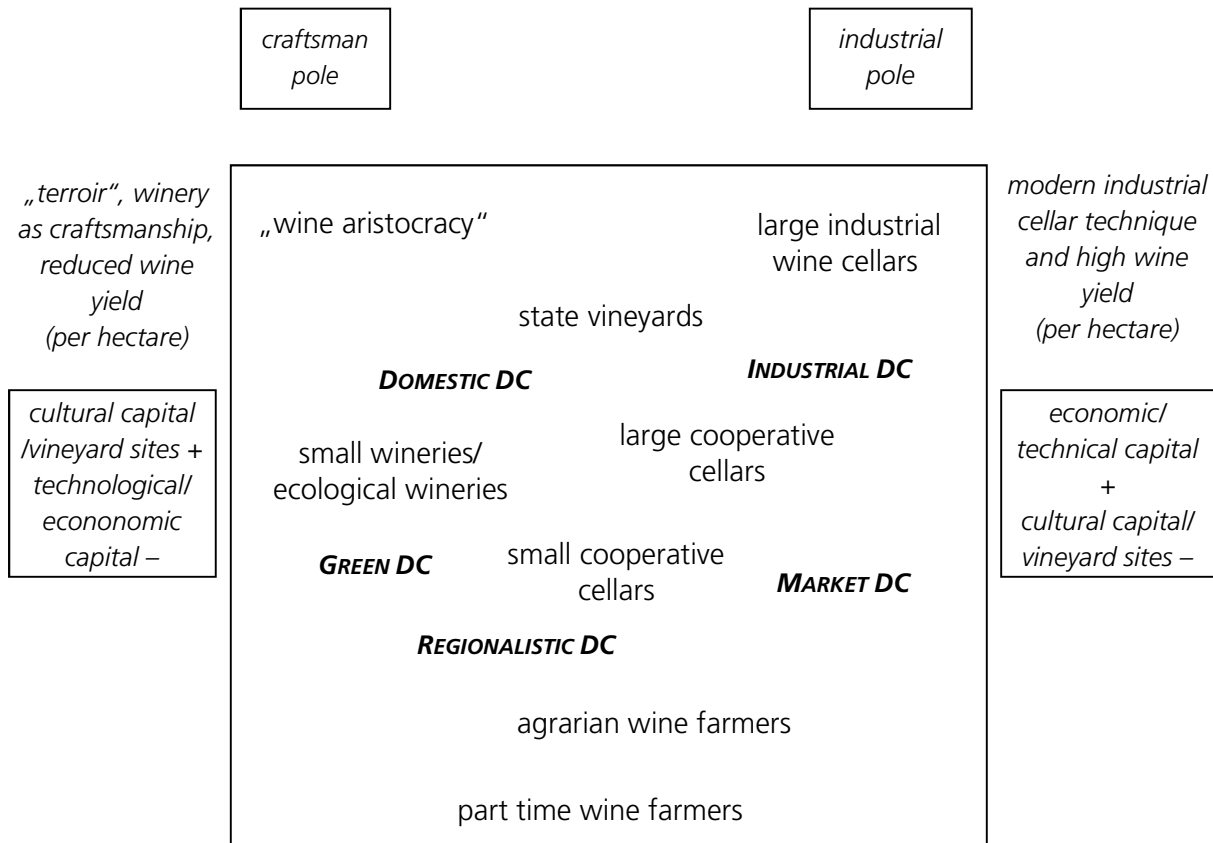 craftsman
pole
industrial
pole
„terroir“, winery
as craftsmanship,
reduced wine
yield
(per hectare)
modern industrial
cellar technique
and high wine
yield
(per hectare)
„wine aristocracy“
large industrial
wine cellars
state vineyards
DOMESTIC DC
INDUSTRIAL DC
cultural capital
/vineyard sites +
technological/
econonomic
capital –
small wineries/
ecological wineries
large cooperative
cellars
economic/
technical capital
+
cultural capital/
vineyard sites –
GREEN DC
small cooperative
cellars
MARKET DC
REGIONALISTIC DC
agrarian wine farmers
part time wine farmers